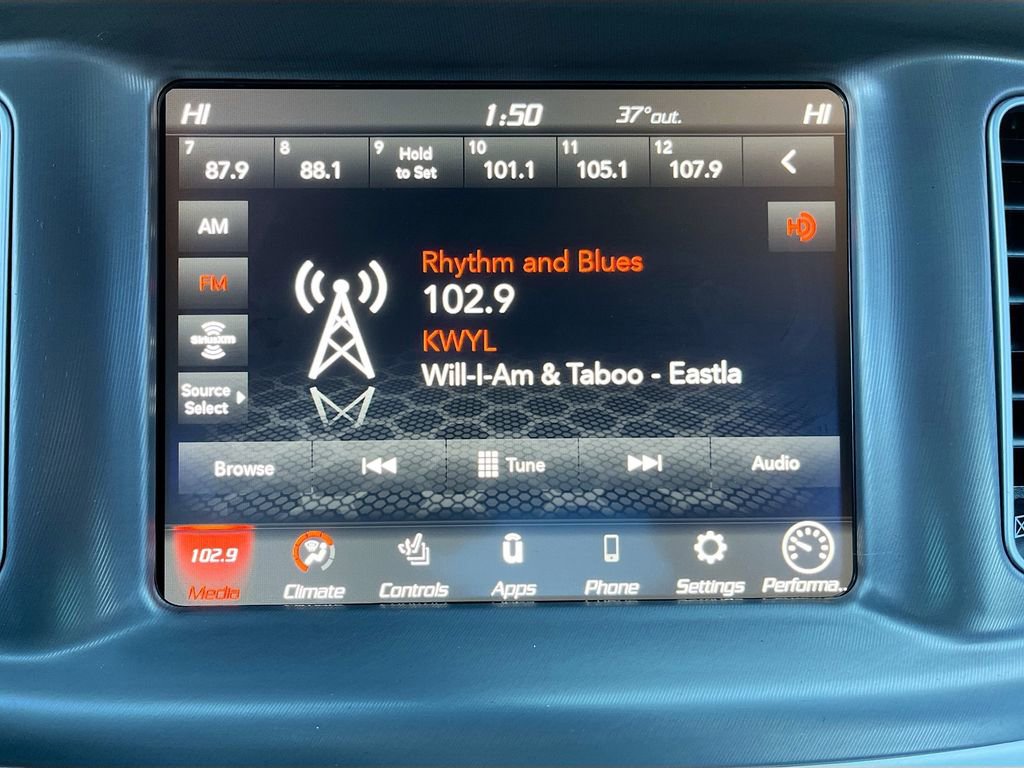 HI 1:50 37°out. HI
7 87.9
8 88.1
9 Hold
to Set
10 101.1
11 105.1
12 107.9
AM
HD
FM
SiriusXM
Source
Select
Rhythm and Blues
102.9
KWYL
Will-I-Am & Taboo - Eastla
Browse Tune Audio
102.9
Media Climate Controls Apps Phone Settings Performa..